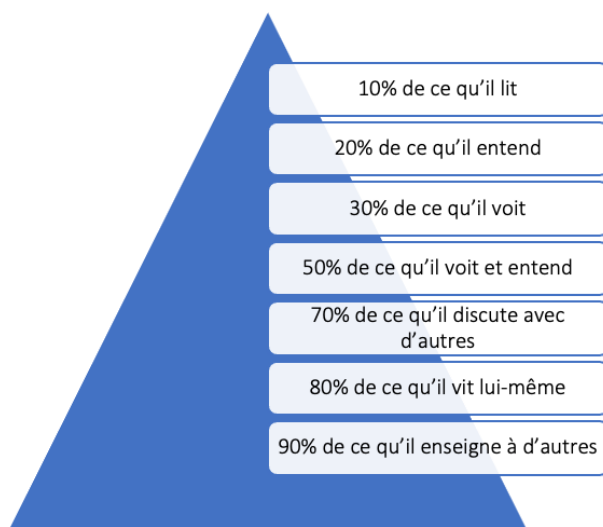 10% de ce qu’il lit
20% de ce qu’il entend
30% de ce qu’il voit
50% de ce qu’il voit et entend
70% de ce qu’il discute avec
d’autres
80% de ce qu’il vit lui-même
90% de ce qu’il enseigne à d’autres